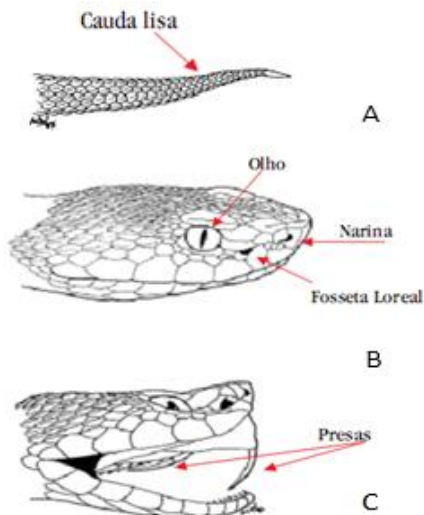 Cauda lisa
A
Olho
Narina
Fosseta Loreal
B
Presas
C